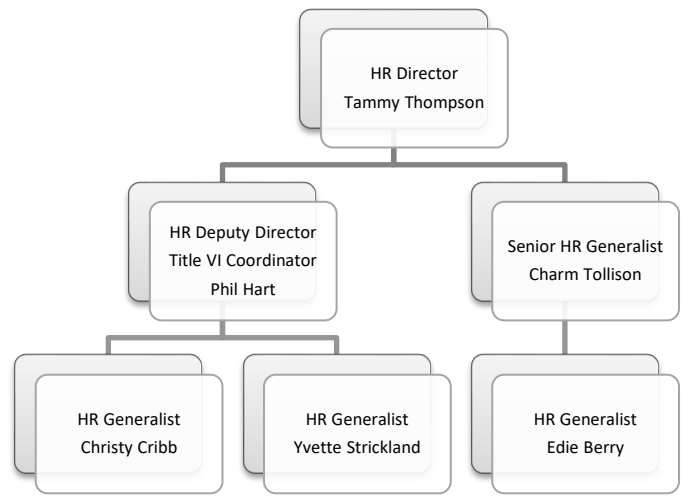 HR Director
Tammy Thompson
HR Deputy Director
Title VI Coordinator
Phil Hart
Senior HR Generalist
Charm Tollison
HR Generalist
Christy Cribb
HR Generalist
Yvette Strickland
HR Generalist
Edie Berry